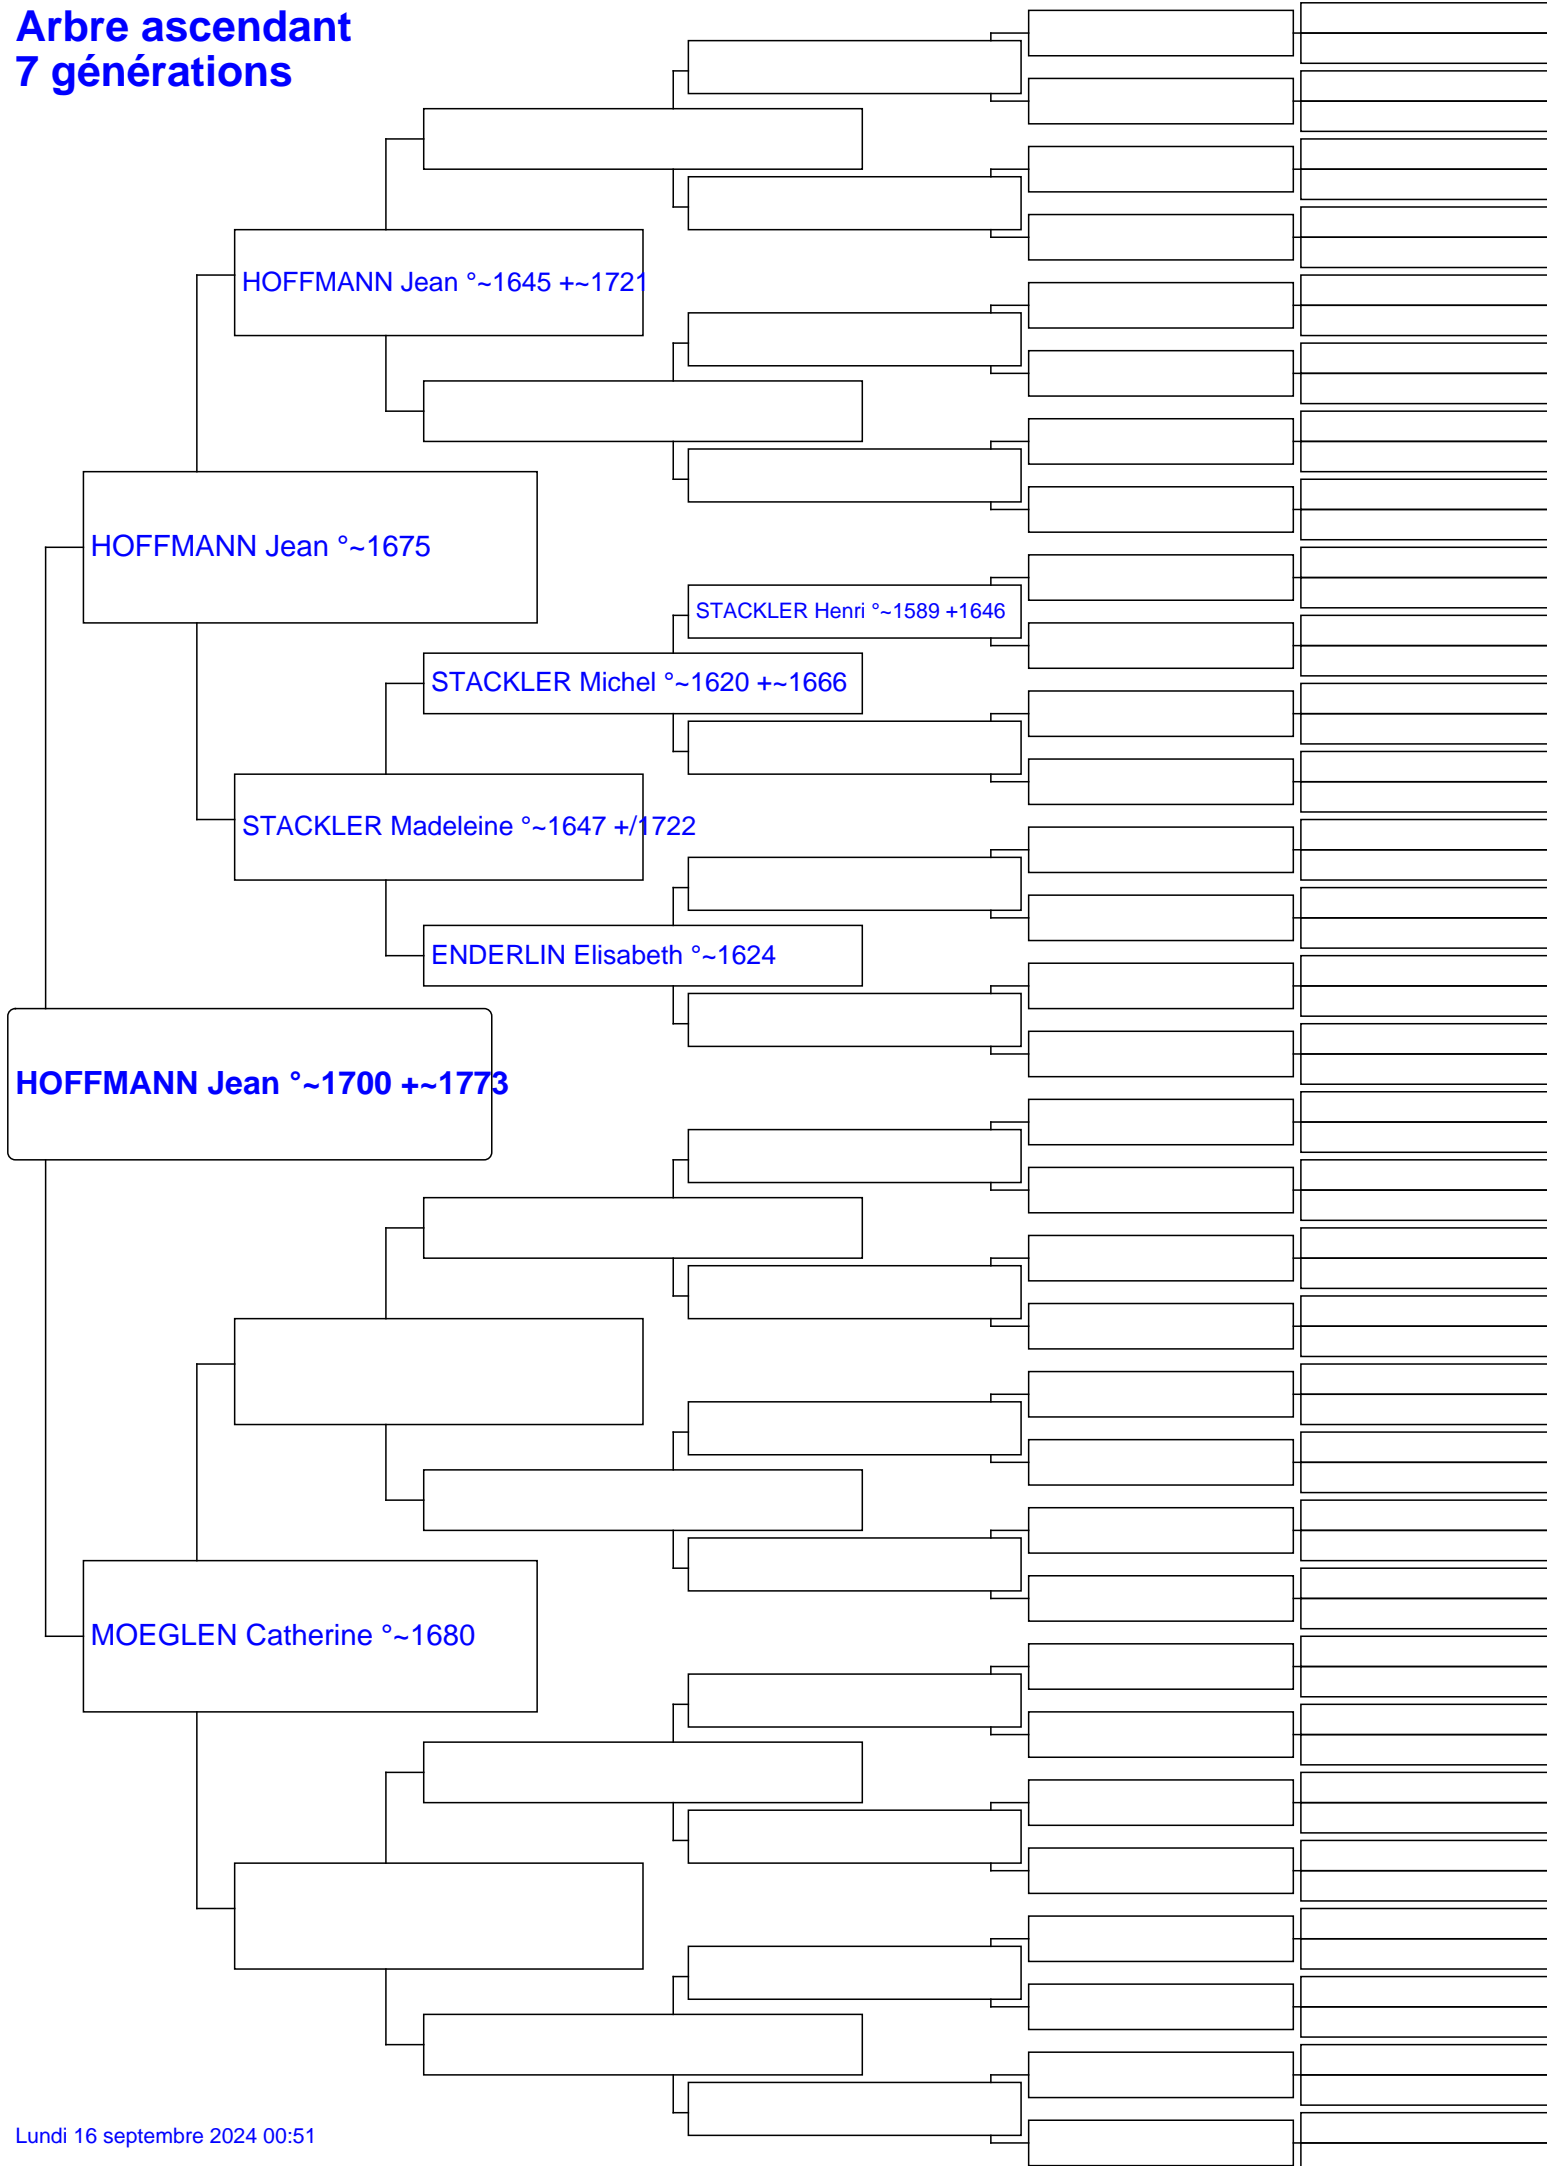 Arbre ascendant
7 générations
HOFFMANN Jean °~1645 +~1721
HOFFMANN Jean °~1675
STACKLER Henri °~1589 +1646
STACKLER Michel °~1620 +~1666
STACKLER Madeleine °~1647 +/1722
ENDERLIN Elisabeth °~1624
HOFFMANN Jean °~1700 +~1773
MOEGLEN Catherine °~1680
Lundi 16 septembre 2024 00:51